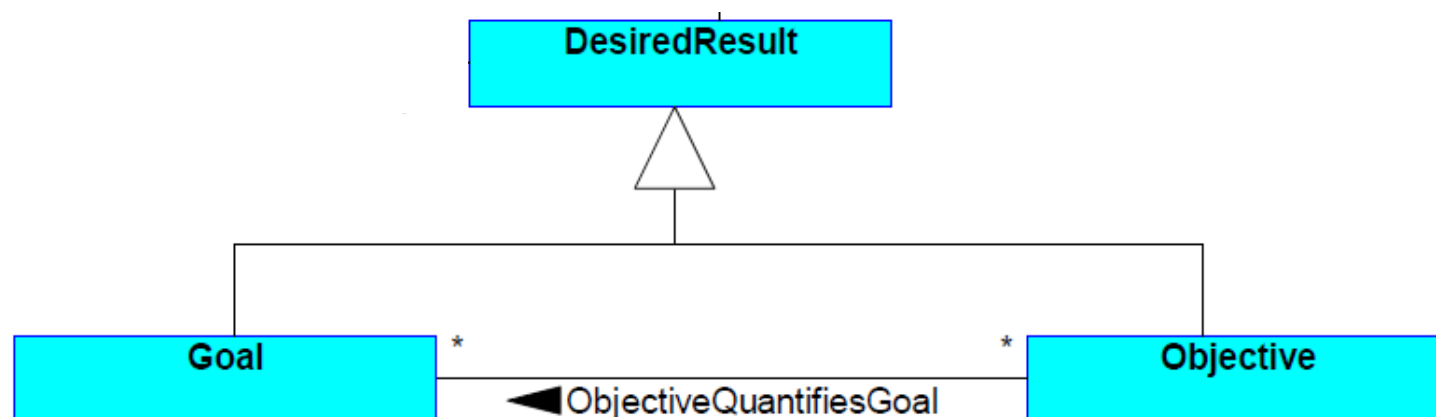 DesiredResult
Goal
*
*
Objective
ObjectiveQuantifiesGoal